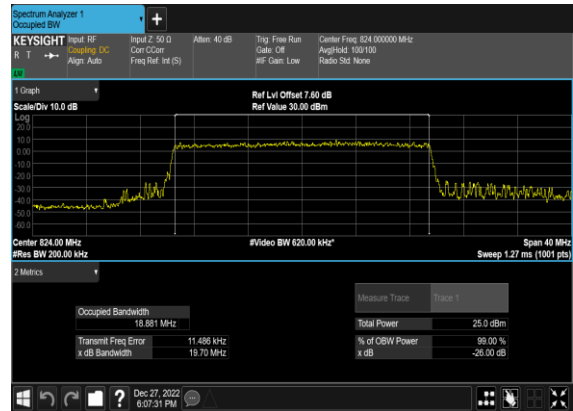 Spectrum Analyzer 1
Occupied BW
+
KEYSIGHT
R T
LXI
Input: RF
Coupling: DC
Align: Auto
Input Z: 50 Ω
Corr CCorr
Freq Ref: Int (S)
Atten: 40 dB
Trig: Free Run
Gate: Off
#IF Gain: Low
Center Freq: 824.000000 MHz
Avg|Hold: 100/100
Radio Std: None
1 Graph
Scale/Div 10.0 dB
Ref Lvl Offset 7.60 dB
Ref Value 30.00 dBm
Log
20.0
10.0
0.00
-10.0
-20.0
-30.0
-40.0
-50.0
-60.0
Center 824.00 MHz
#Res BW 200.00 kHz
#Video BW 620.00 kHz*
Span 40 MHz
Sweep 1.27 ms (1001 pts)
2 Metrics
Measure Trace Trace 1
Occupied Bandwidth
18.881 MHz
Total Power 25.0 dBm
Transmit Freq Error 11.486 kHz
% of OBW Power 99.00 %
x dB Bandwidth 19.70 MHz
x dB -26.00 dB
?
Dec 27, 2022
6:07:31 PM